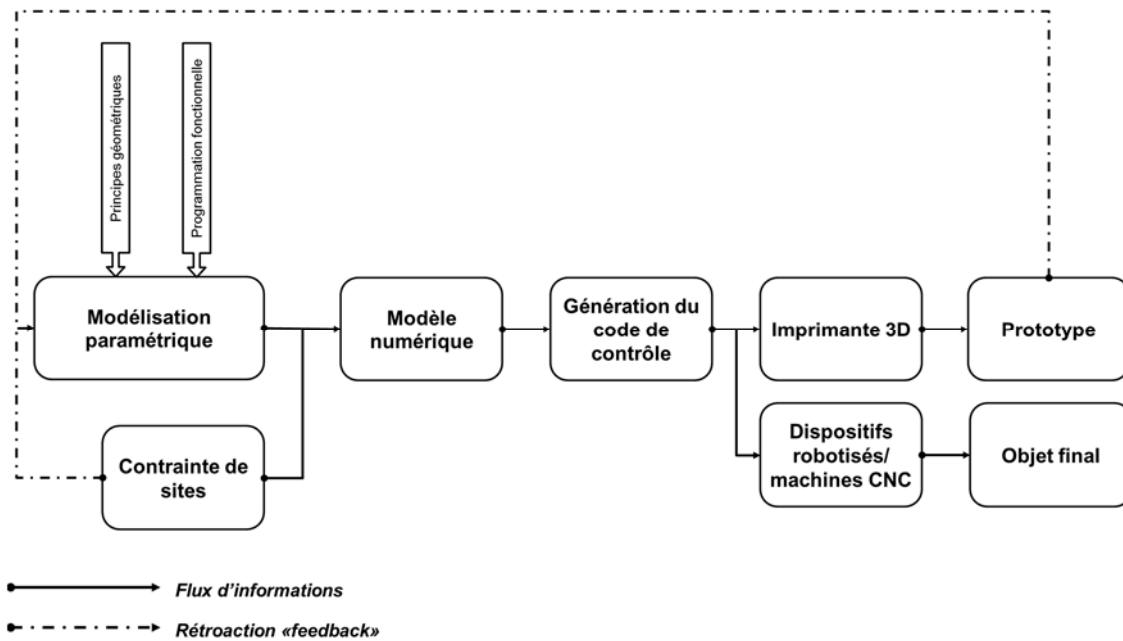 Principes géométriques
Programmation fonctionnelle
Modélisation
paramétrique
Modèle
numérique
Génération du
code de
contrôle
Imprimante 3D
Prototype
Contrainte de
sites
Dispositifs
robotisés/
machines CNC
Objet final
Flux d'informations
Rétroaction «feedback»